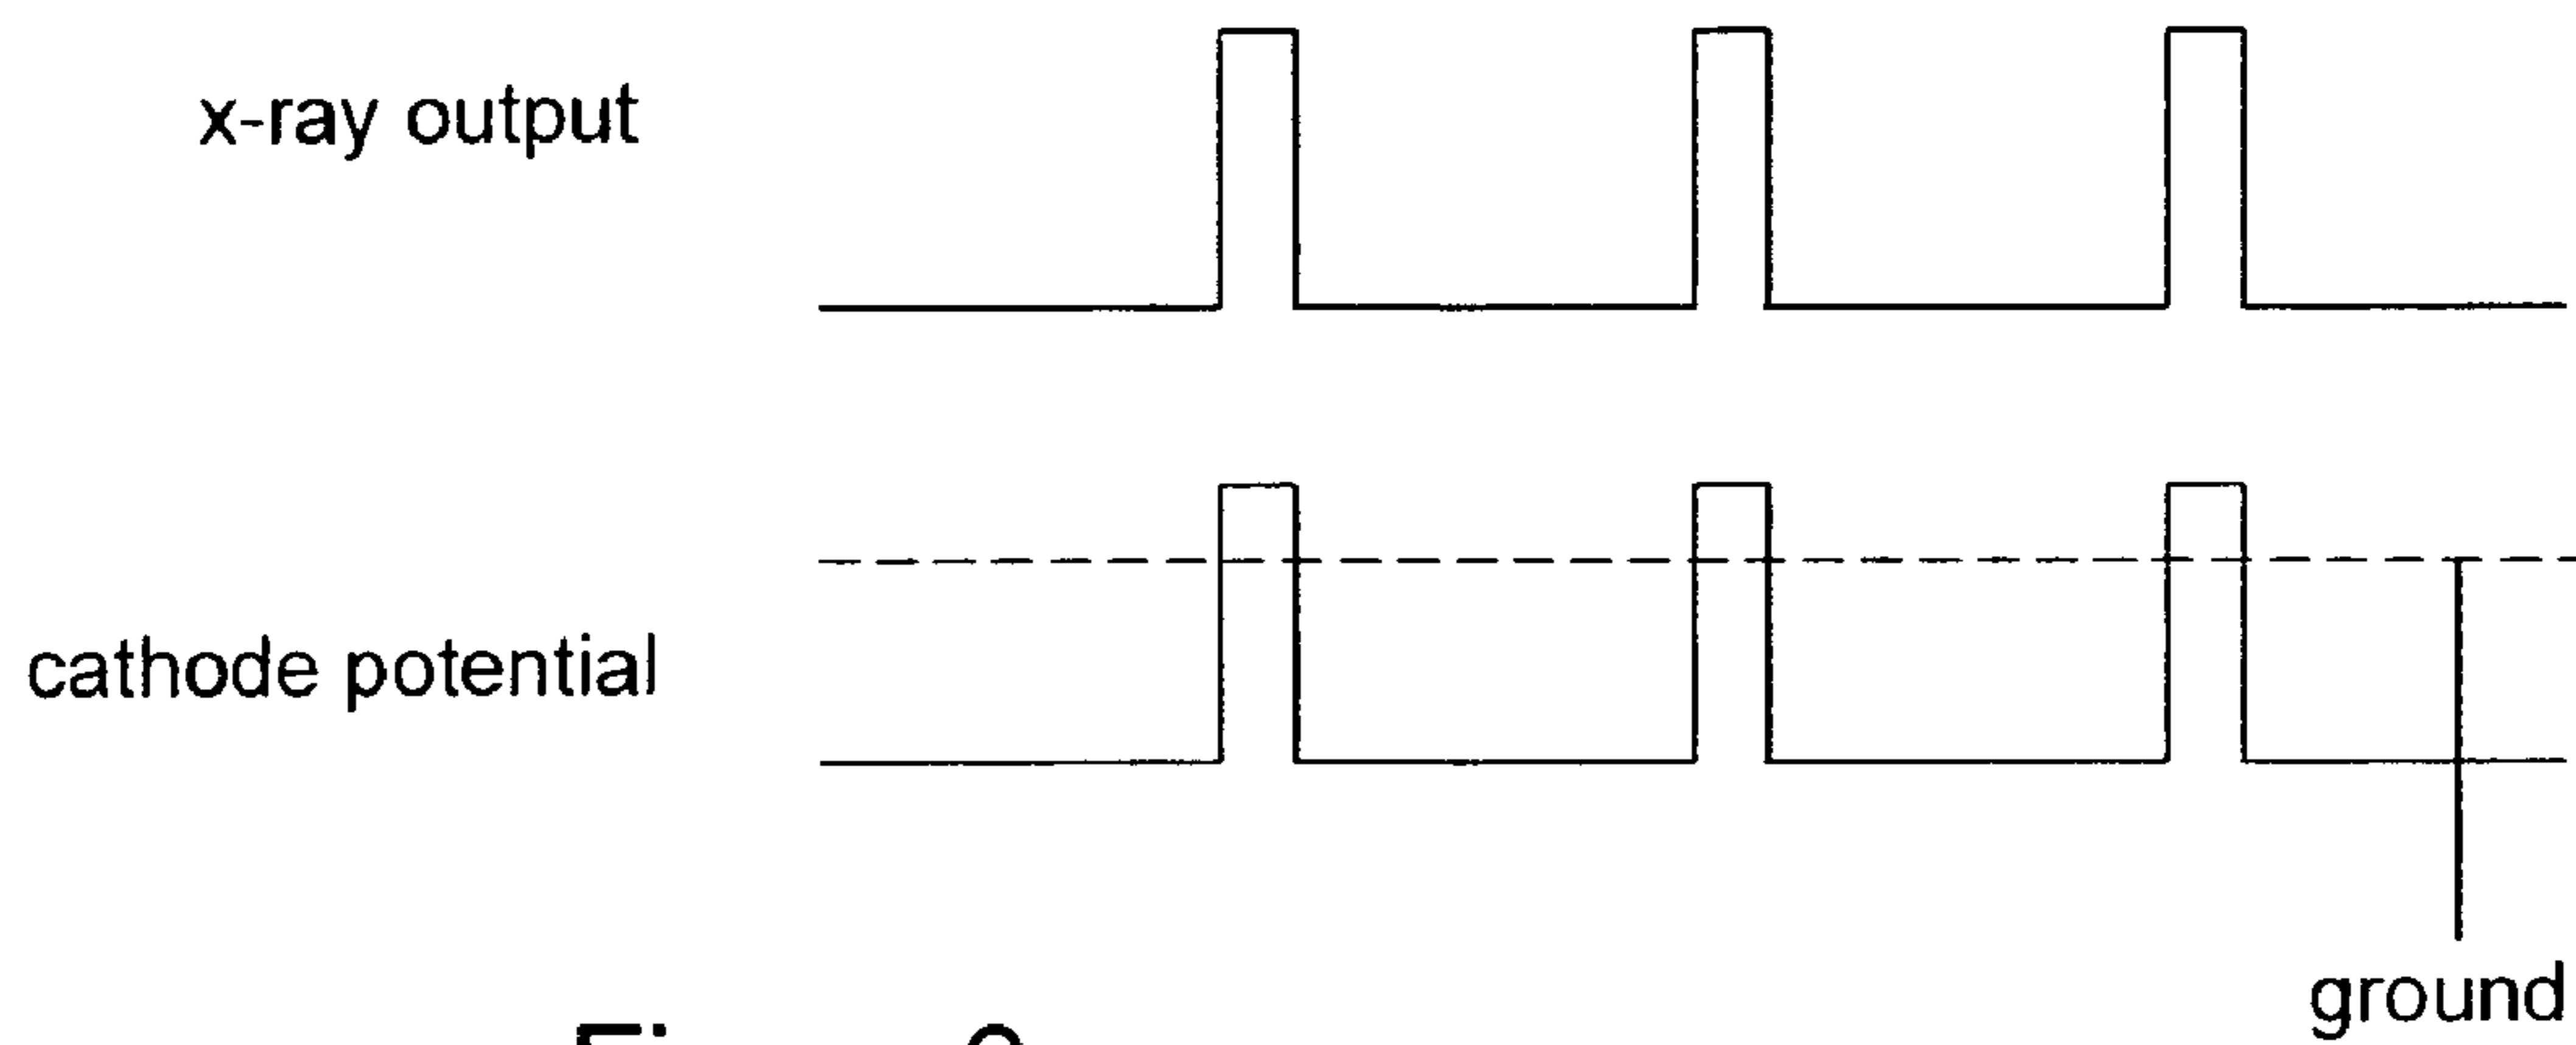 x-ray output
cathode potential
ground